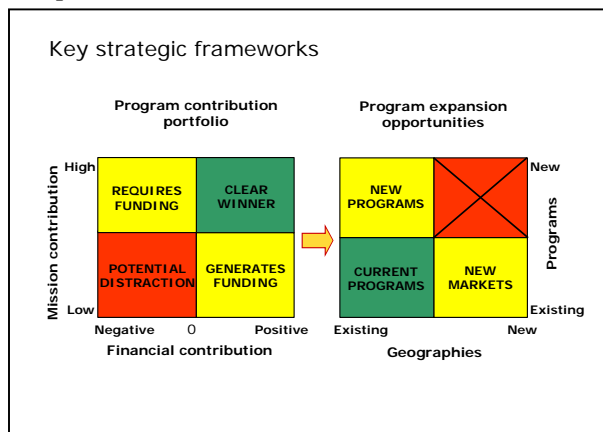 Key strategic frameworks
Program contribution
portfolio
High
Mission contribution
Low
REQUIRES
FUNDING
CLEAR
WINNER
POTENTIAL
DISTRACTION
GENERATES
FUNDING
Negative 0 Positive
Financial contribution
Program expansion
opportunities
NEW
PROGRAMS
CURRENT
PROGRAMS
NEW
MARKETS
New
Programs
Existing
Existing New
Geographies